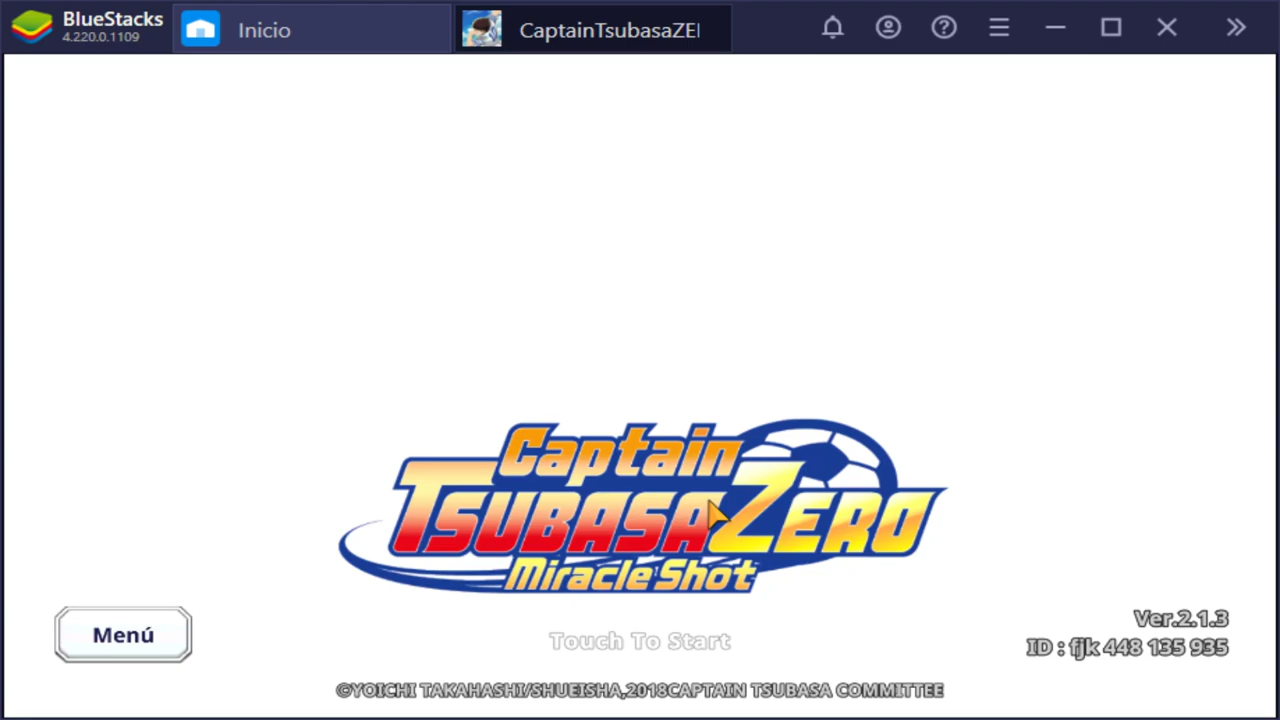 BlueStacks
4.220.0.1109
Inicio
CaptainTsubasaZEI
Captain
TSUBASA ZERO
Miracle Shot
Menú
Touch To Start
Ver.2.1.3
ID : fjk 448 135 935
©YOICHI TAKAHASHI/SHUEISHA,2018CAPTAIN TSUBASA COMMITTEE